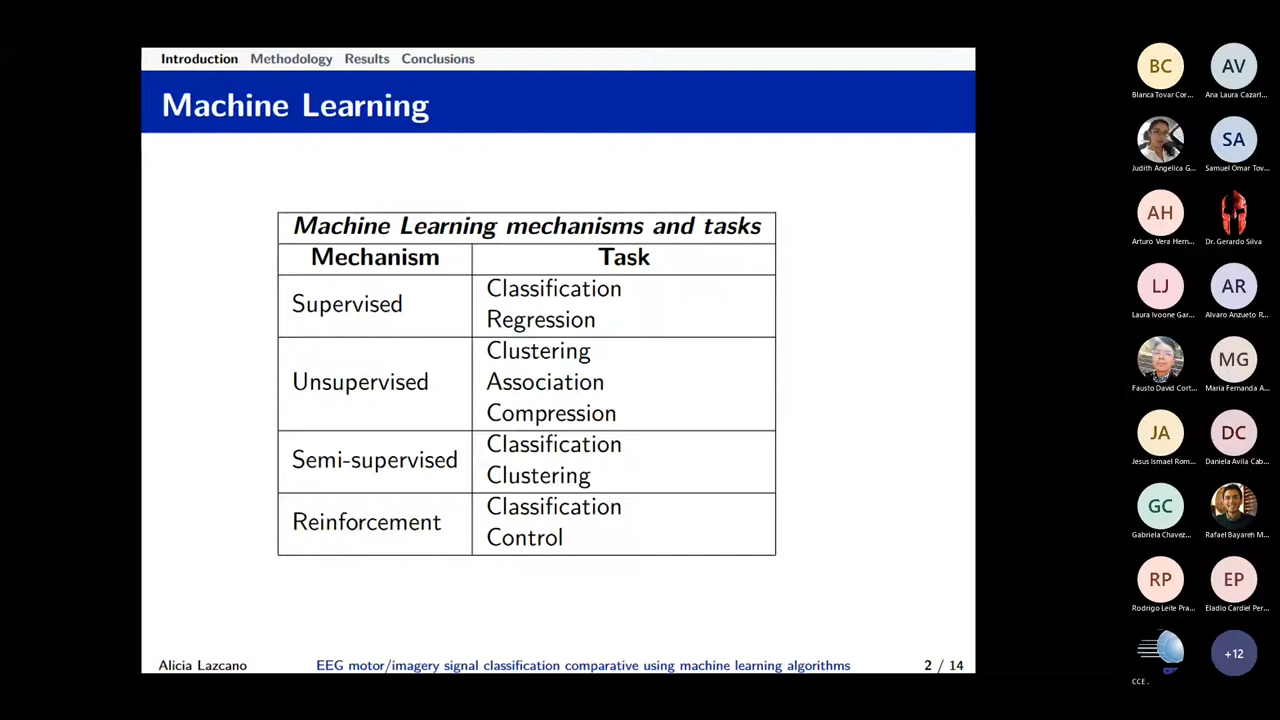 Introduction Methodology Results Conclusions
Machine Learning
Machine Learning mechanisms and tasks
Mechanism Task
Supervised
Classification
Regression
Unsupervised
Clustering
Association
Compression
Semi-supervised
Classification
Clustering
Reinforcement
Classification
Control
Alicia Lazcano EEG motor/imagery signal classification comparative using machine learning algorithms 2 / 14
BC AV
Blanca Tovar Cor... Ana Laura Cazarl...
SA
Judith Angelica G... Samuel Omar Tov...
AH
Arturo Vera Hern... Dr. Gerardo Silva
LJ AR
Laura Ivoone Gar... Alvaro Anzueto R...
MG
Fausto David Cort... Maria Fernanda A...
JA DC
Jesus Ismael Rom... Daniela Avila Cab...
GC
Gabriela Chavez... Rafael Bayareh M...
RP EP
Rodrigo Leite Pra... Eladio Cardiel Per...
+12
CCE .